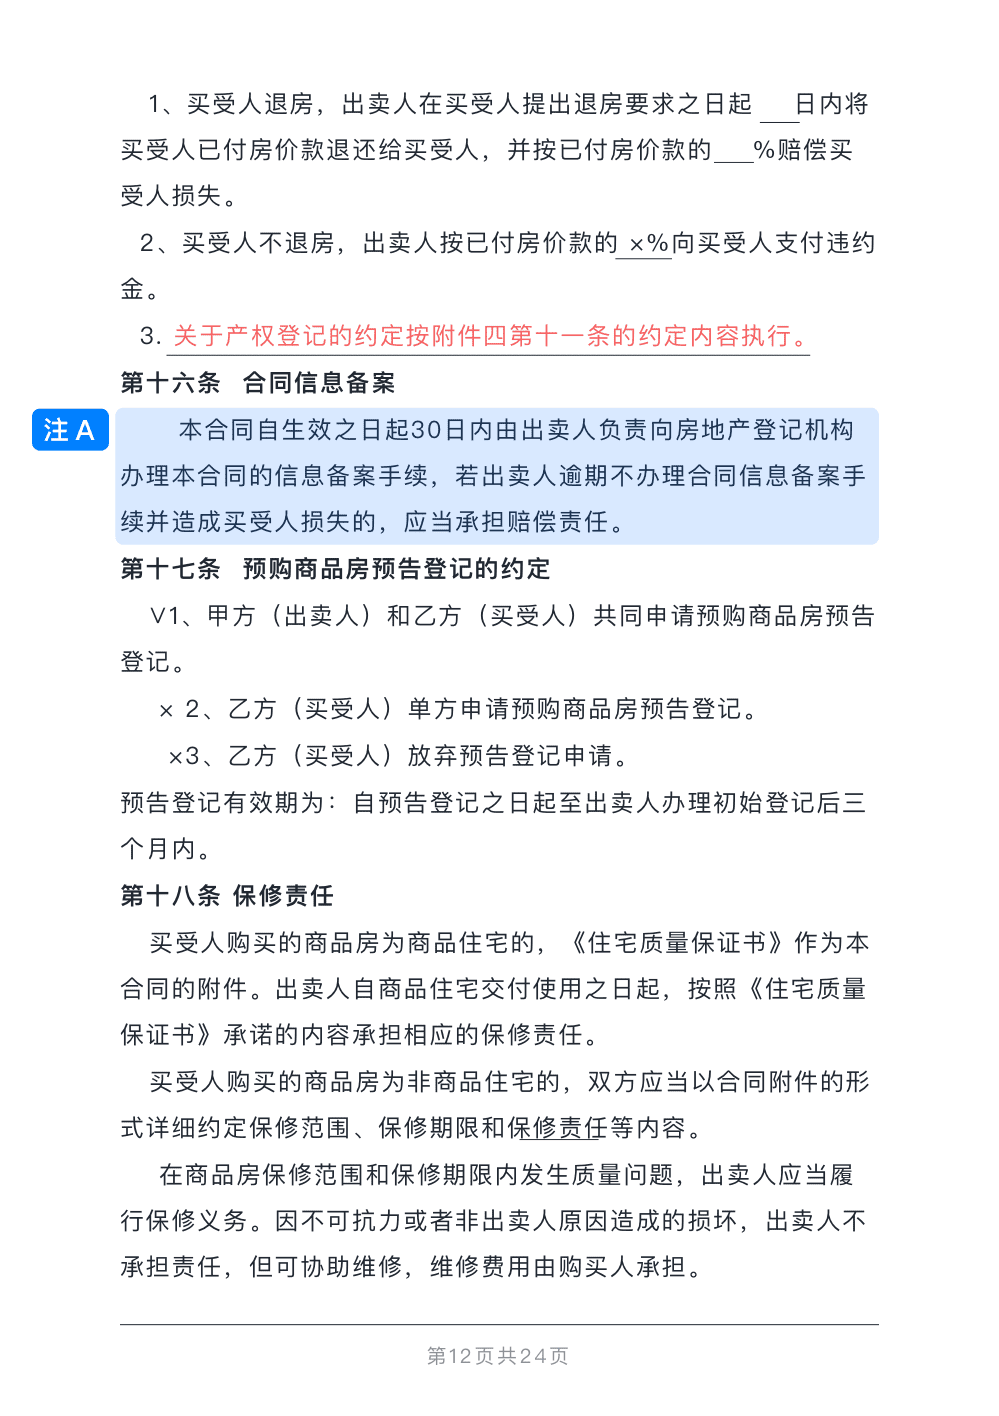 1、买受人退房，出卖人在买受人提出退房要求之日起 ___日内将
买受人已付房价款退还给买受人，并按已付房价款的___%赔偿买
受人损失。
2、买受人不退房，出卖人按已付房价款的 ×%向买受人支付违约
金。
3. 关于产权登记的约定按附件四第十一条的约定内容执行。
第十六条 合同信息备案
注 A
本合同自生效之日起30日内由出卖人负责向房地产登记机构
办理本合同的信息备案手续，若出卖人逾期不办理合同信息备案手
续并造成买受人损失的，应当承担赔偿责任。
第十七条 预购商品房预告登记的约定
∨1、甲方（出卖人）和乙方（买受人）共同申请预购商品房预告
登记。
× 2、乙方（买受人）单方申请预购商品房预告登记。
×3、乙方（买受人）放弃预告登记申请。
预告登记有效期为：自预告登记之日起至出卖人办理初始登记后三
个月内。
第十八条 保修责任
买受人购买的商品房为商品住宅的，《住宅质量保证书》作为本
合同的附件。出卖人自商品住宅交付使用之日起，按照《住宅质量
保证书》承诺的内容承担相应的保修责任。
买受人购买的商品房为非商品住宅的，双方应当以合同附件的形
式详细约定保修范围、保修期限和保修责任等内容。
在商品房保修范围和保修期限内发生质量问题，出卖人应当履
行保修义务。因不可抗力或者非出卖人原因造成的损坏，出卖人不
承担责任，但可协助维修，维修费用由购买人承担。
第12页共24页